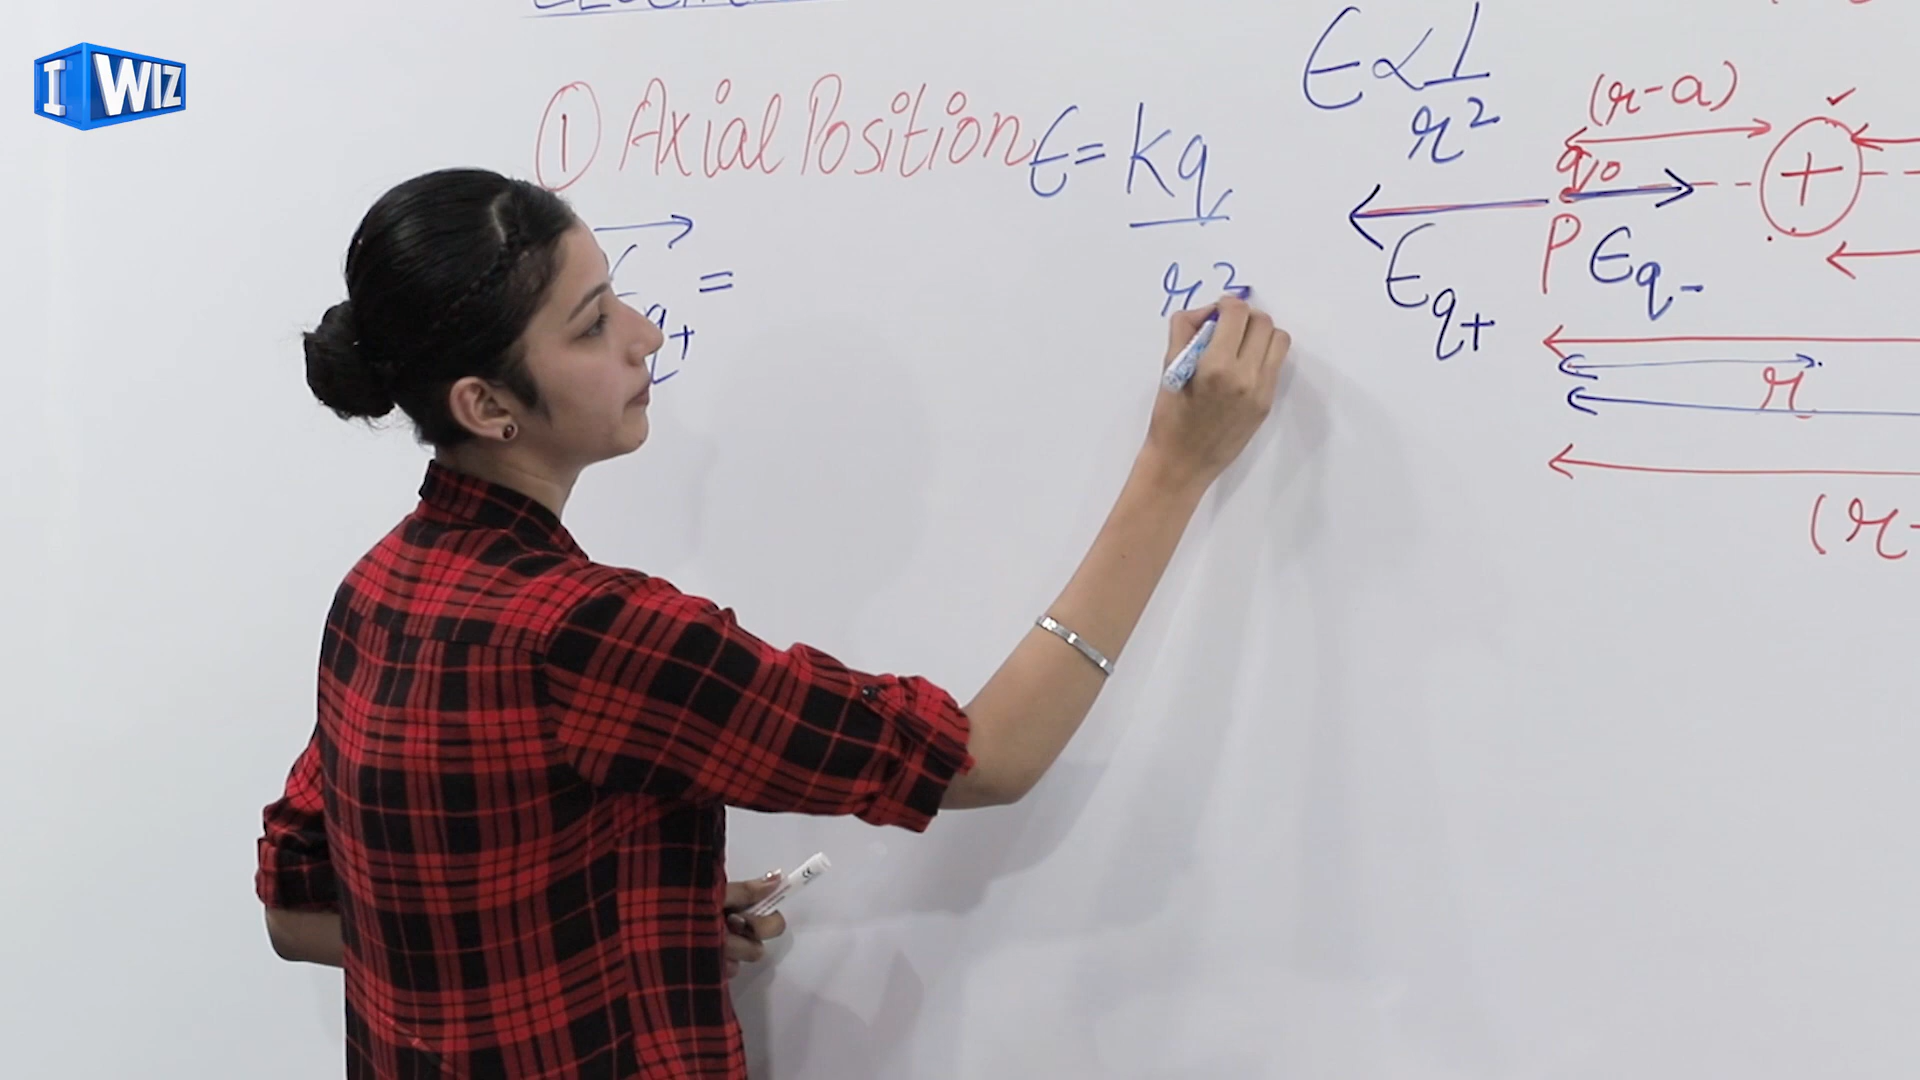 I WIZ
① Axial Position
E = kq
r²
E ∝ 1
r²
(r-a)
q₀
+
P
E q+
E q-
r
q+ =
(r-